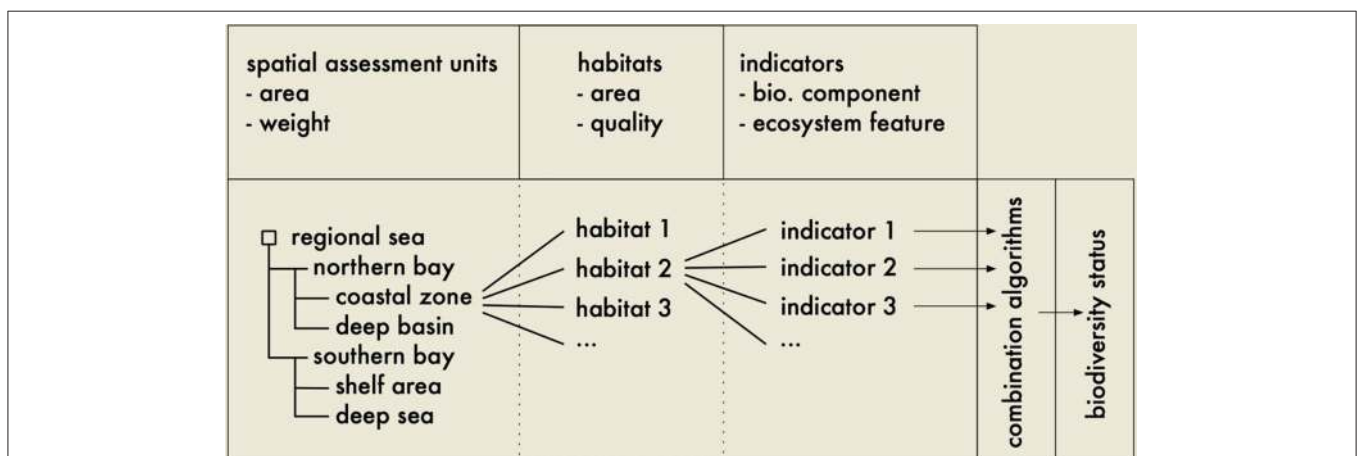 spatial assessment units
- area
- weight
habitats
- area
- quality
indicators
- bio. component
- ecosystem feature
regional sea
northern bay
coastal zone
deep basin
southern bay
shelf area
deep sea
habitat 1
habitat 2
habitat 3
...
indicator 1
indicator 2
indicator 3
...
combination algorithms
biodiversity status